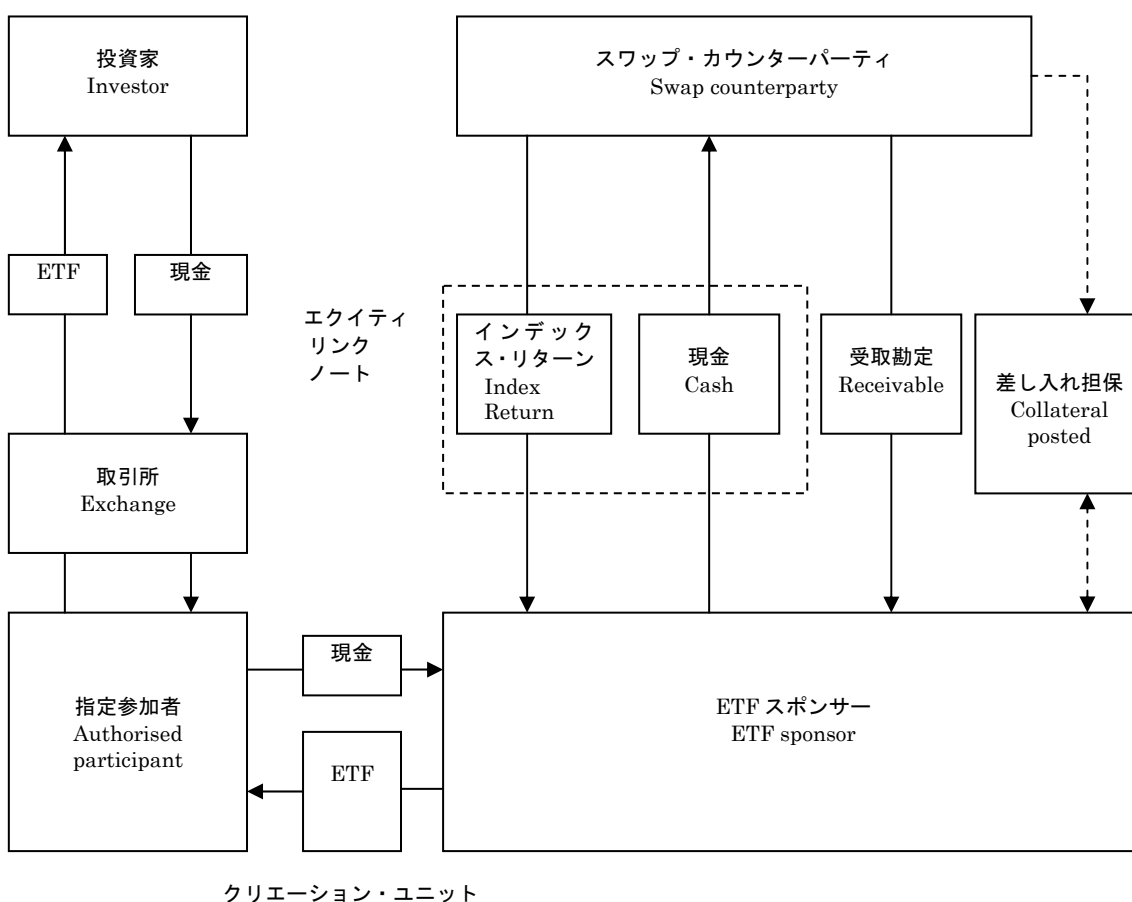 投資家
Investor
スワップ・カウンターパーティ
Swap counterparty
ETF
現金
エクイティ
リンク
ノート
インデック
ス・リターン
Index
Return
現金
Cash
受取勘定
Receivable
差し入れ担保
Collateral
posted
取引所
Exchange
現金
指定参加者
Authorised
participant
ETF
ETF スポンサー
ETF sponsor
クリエーション・ユニット